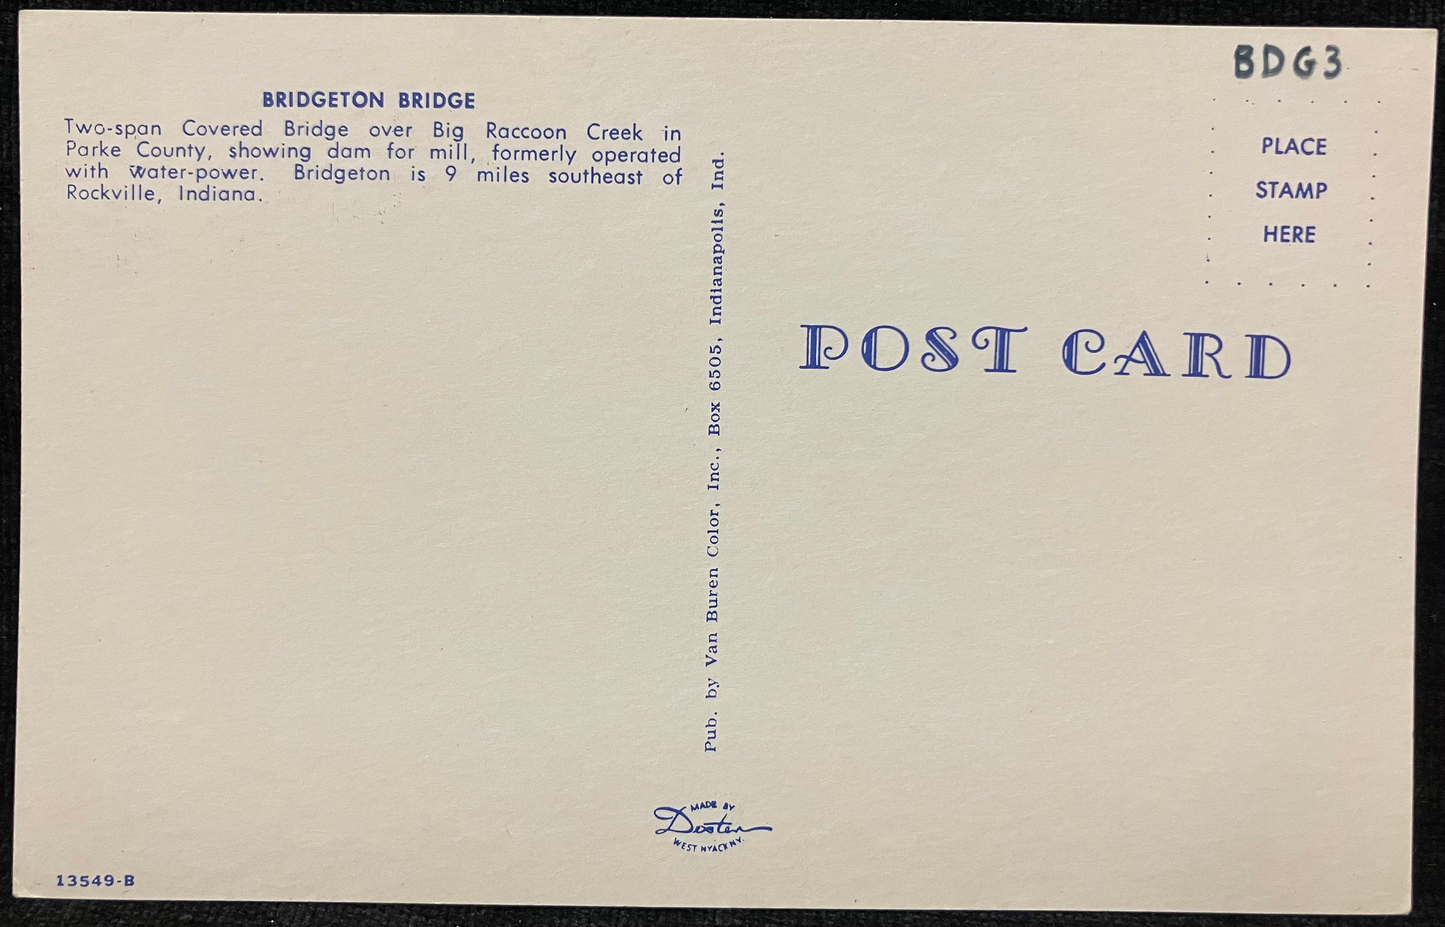 BDG3
BRIDGETON BRIDGE
Two-span Covered Bridge over Big Raccoon Creek in
Parke County, showing dam for mill, formerly operated
with water-power. Bridgeton is 9 miles southeast of
Rockville, Indiana.
PLACE
STAMP
HERE
POST CARD
Pub. by Van Buren Color, Inc., Box 6505, Indianapolis, Ind.
MADE BY
Dexter
WEST NYACK N.Y.
13549-B